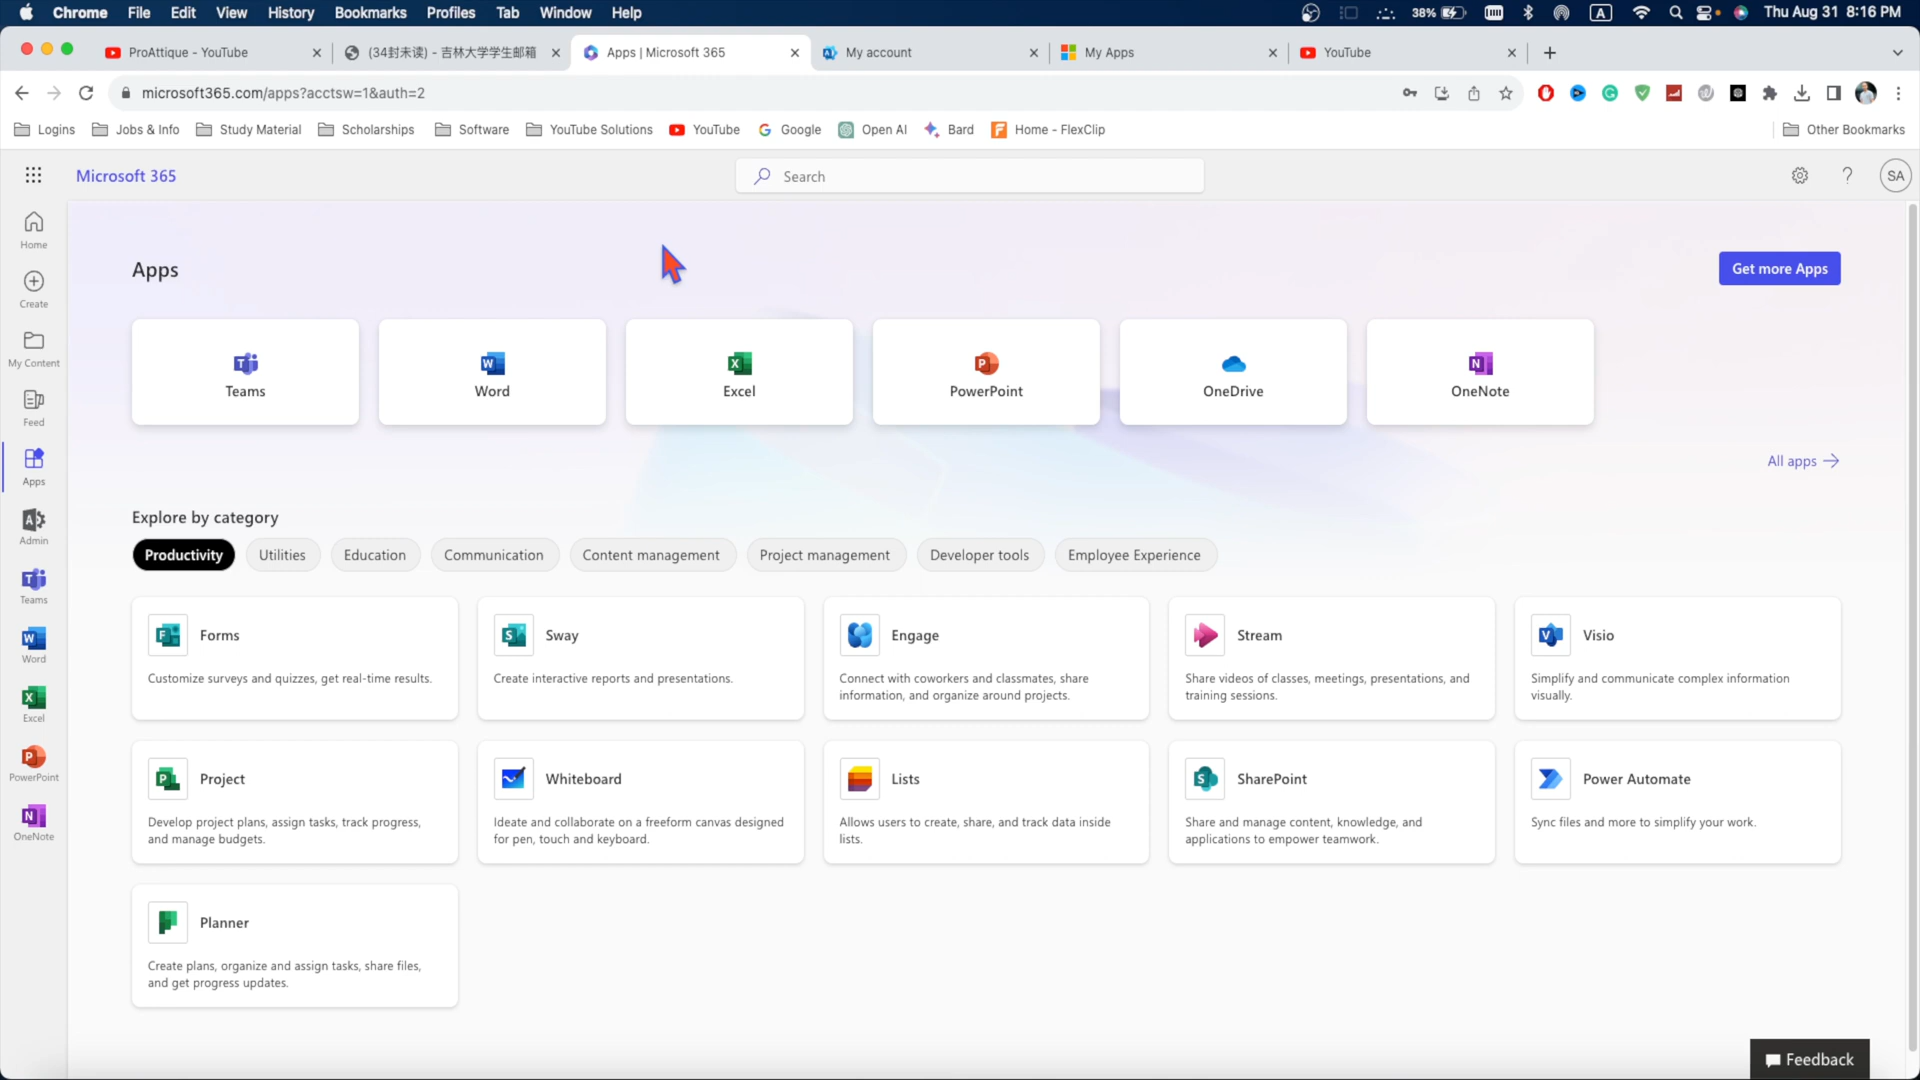 Chrome File Edit View History Bookmarks Profiles Tab Window Help 38% A Thu Aug 31 8:16 PM
ProAttique - YouTube (34封未读) - 吉林大学学生邮箱 Apps | Microsoft 365 My account My Apps YouTube
microsoft365.com/apps?acctsw=1&auth=2
Logins Jobs & Info Study Material Scholarships Software YouTube Solutions YouTube Google Open AI Bard Home - FlexClip Other Bookmarks
Microsoft 365 Search SA
Home
Create
My Content
Feed
Apps
Admin
Teams
Word
Excel
PowerPoint
OneNote
Apps Get more Apps
Teams Word Excel PowerPoint OneDrive OneNote
All apps
Explore by category
Productivity Utilities Education Communication Content management Project management Developer tools Employee Experience
Forms
Customize surveys and quizzes, get real-time results.
Sway
Create interactive reports and presentations.
Engage
Connect with coworkers and classmates, share
information, and organize around projects.
Stream
Share videos of classes, meetings, presentations, and
training sessions.
Visio
Simplify and communicate complex information
visually.
Project
Develop project plans, assign tasks, track progress,
and manage budgets.
Whiteboard
Ideate and collaborate on a freeform canvas designed
for pen, touch and keyboard.
Lists
Allows users to create, share, and track data inside
lists.
SharePoint
Share and manage content, knowledge, and
applications to empower teamwork.
Power Automate
Sync files and more to simplify your work.
Planner
Create plans, organize and assign tasks, share files,
and get progress updates.
Feedback